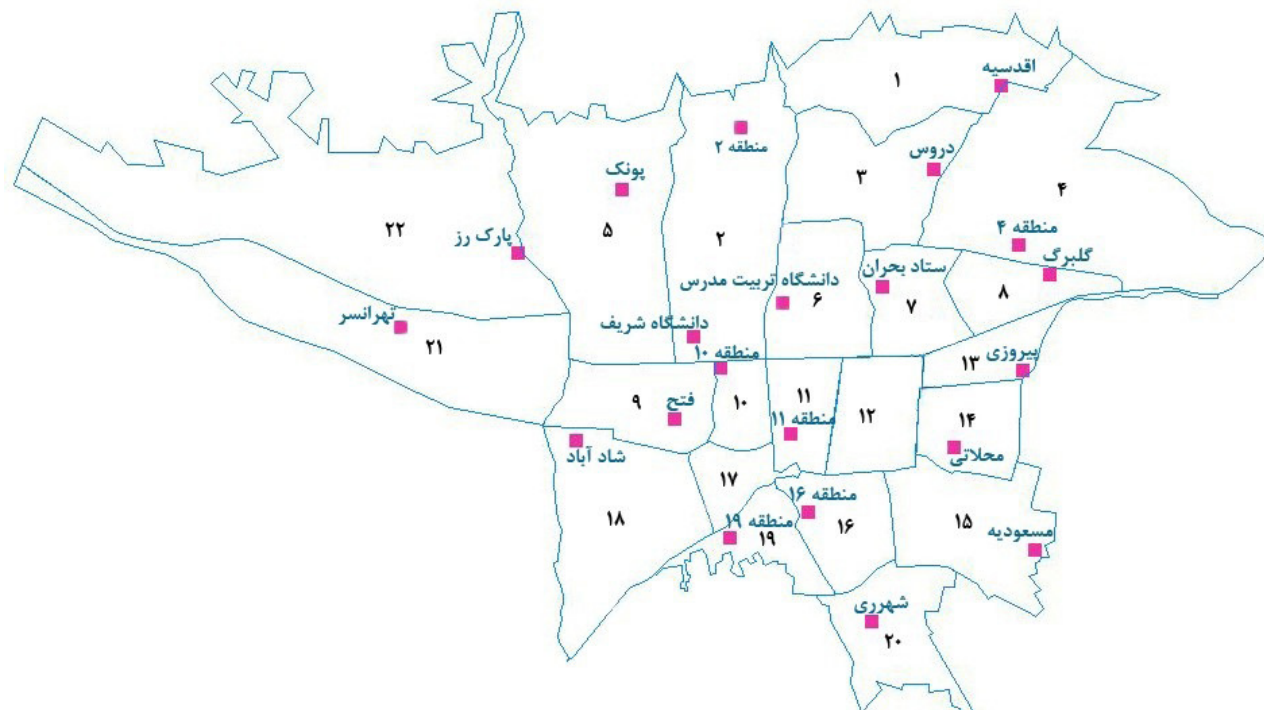 اقدسیه
۱
منطقه ۲
دروس
۳
۴
پونک
۲۲
پارک رز
۵
۲
منطقه ۴
گلبرگ
ستاد بحران
۸
دانشگاه تربیت مدرس
۶
۷
تهرانسر
۲۱
دانشگاه شریف
منطقه ۱۰
پیروزی
۱۳
۹
فتح
۱۰
۱۱
منطقه ۱۱
۱۲
۱۴
محلاتی
شاد آباد
۱۷
۱۸
منطقه ۱۶
۱۶
۱۵
منطقه ۱۹
۱۹
مسعودیه
شهرری
۲۰